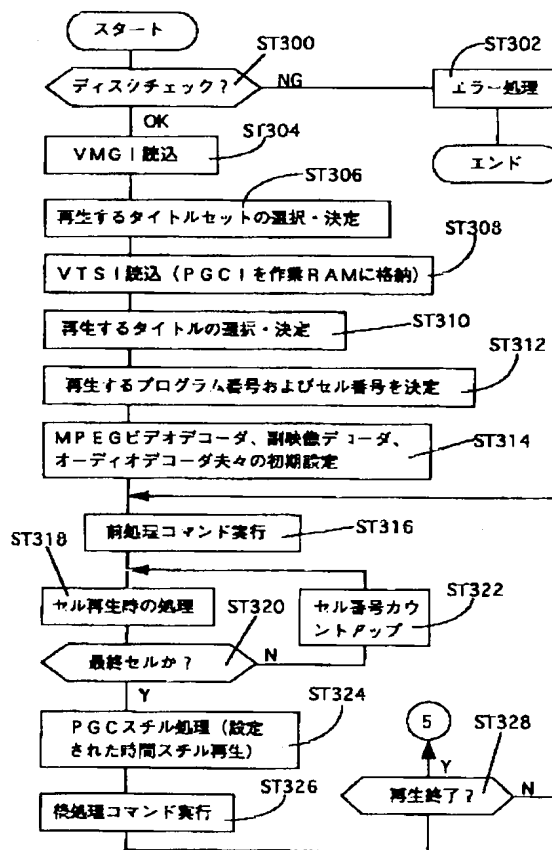 スタート
ST300
ディスクチェック?
NG
ST302
エラー処理
エンド
OK
ST304
VMGI読込
ST306
再生するタイトルセットの選択・決定
ST308
VTSI読込(PGCIを作業RAMに格納)
ST310
再生するタイトルの選択・決定
ST312
再生するプログラム番号およびセル番号を決定
ST314
MPEGビデオデコーダ、副映像デコーダ、
オーディオデコーダ夫々の初期設定
ST316
前処理コマンド実行
ST318
セル再生時の処理
ST322
セル番号カウ
ントアップ
ST320
最終セルか?
N
Y
ST324
PGCスチル処理(設定
された時間スチル再生)
5
ST328
Y
再生終了?
N
ST326
後処理コマンド実行